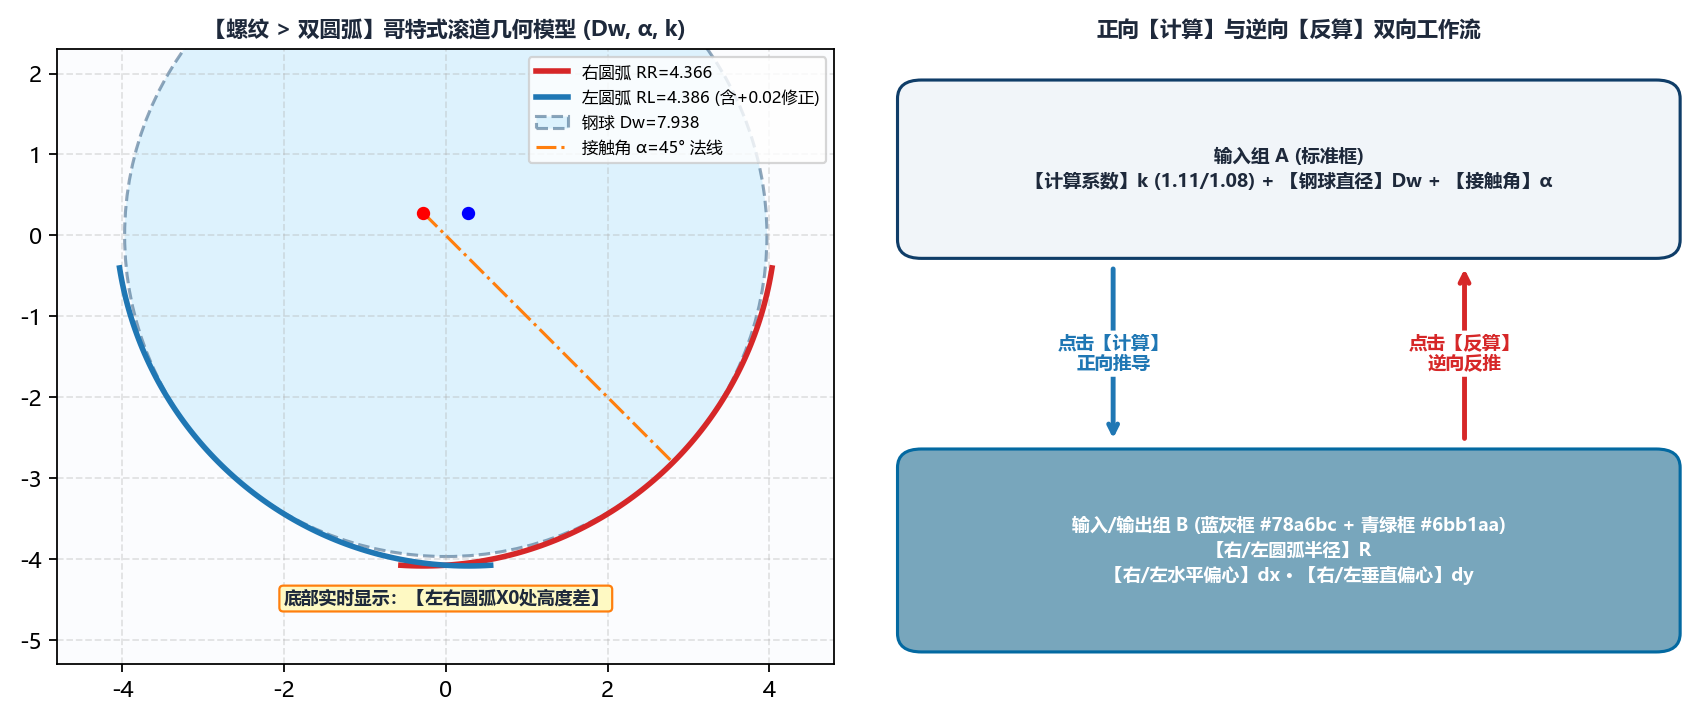 【螺纹 > 双圆弧】哥特式滚道几何模型 (Dw, α, k)
右圆弧 RR=4.366
左圆弧 RL=4.386 (含+0.02修正)
钢球 Dw=7.938
接触角 α=45° 法线
2
1
0
-1
-2
-3
-4
-5
底部实时显示：【左右圆弧X0处高度差】
-4
-2
0
2
4
正向【计算】与逆向【反算】双向工作流
输入组 A (标准框)
【计算系数】k (1.11/1.08) + 【钢球直径】Dw + 【接触角】α
点击【计算】
正向推导
点击【反算】
逆向反推
输入/输出组 B (蓝灰框 #78a6bc + 青绿框 #6bb1aa)
【右/左圆弧半径】R
【右/左水平偏心】dx • 【右/左垂直偏心】dy